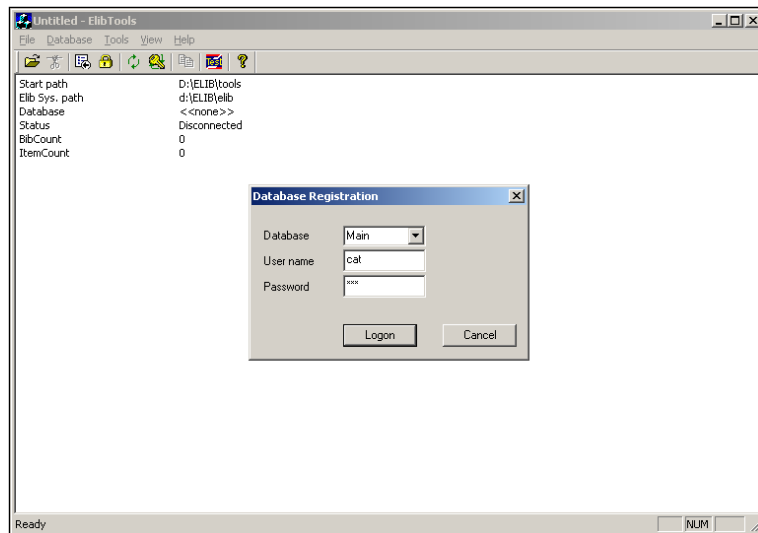 Untitled - ElibTools
File Database Tools View Help
Test ?
Start path D:\ELIB\tools
Elib Sys. path d:\ELIB\elib
Database <<none>>
Status Disconnected
BibCount 0
ItemCount 0
Database Registration
Database Main
User name cat
Password ***
Logon Cancel
Ready NUM